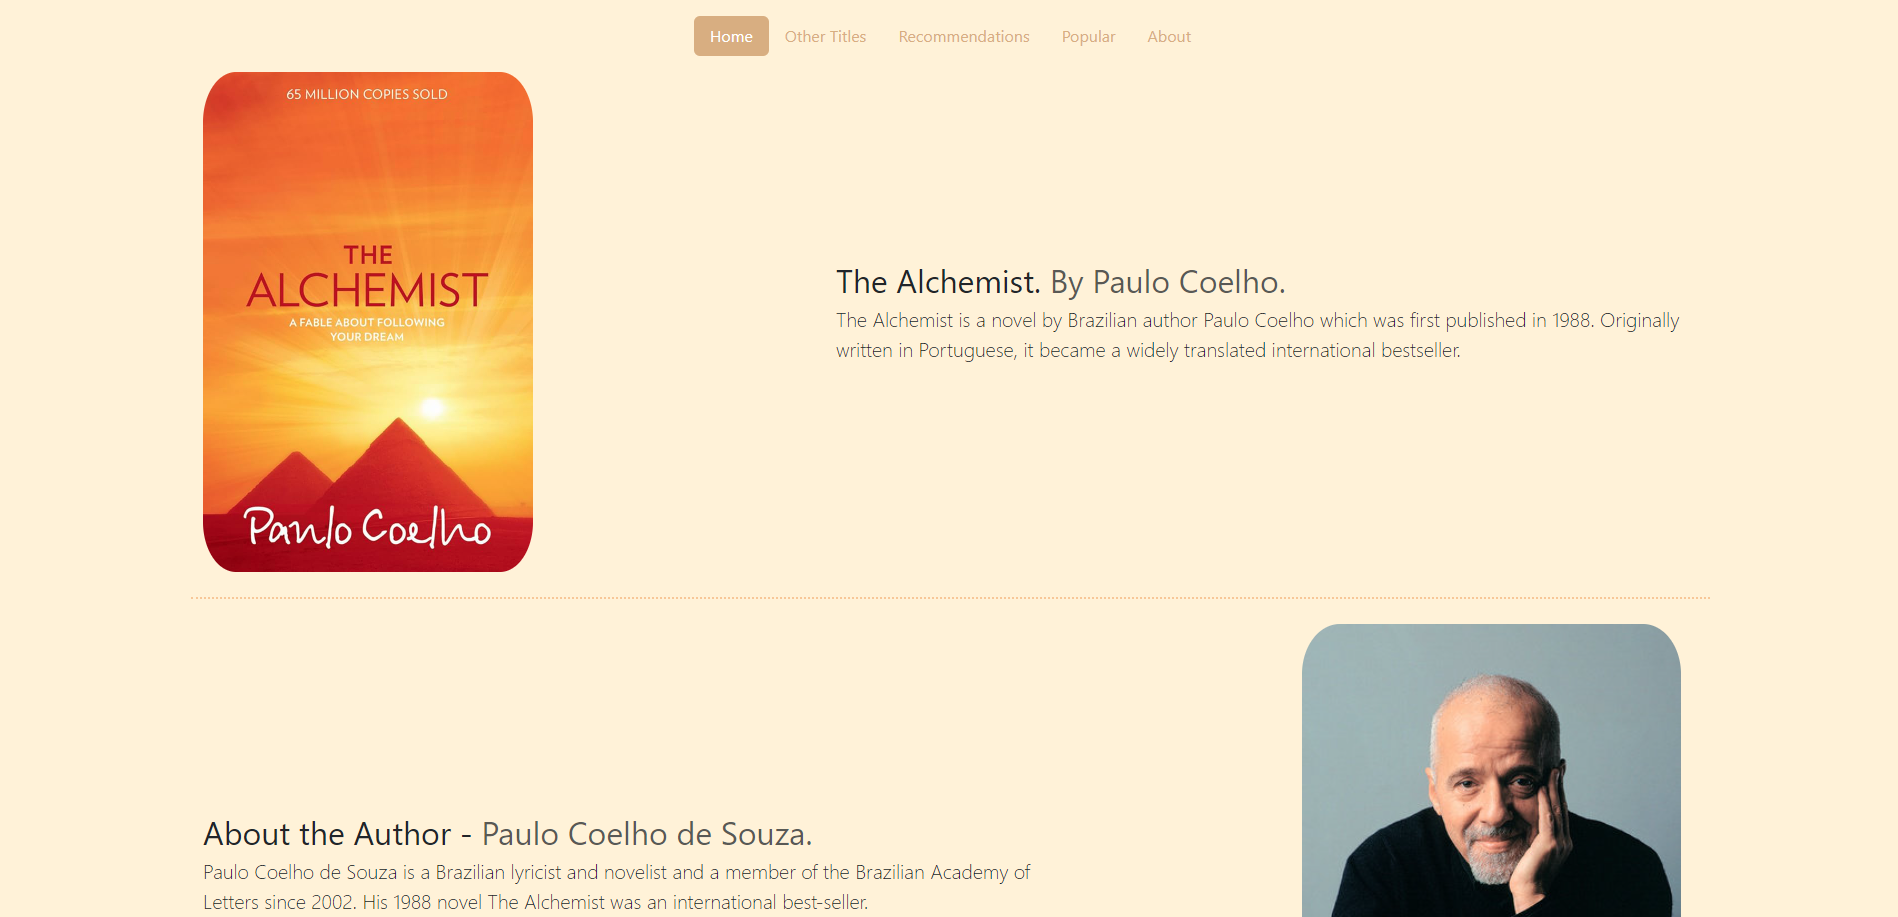 Home Other Titles Recommendations Popular About
65 MILLION COPIES SOLD
THE
ALCHEMIST
A FABLE ABOUT FOLLOWING
YOUR DREAM
Paulo Coelho
The Alchemist. By Paulo Coelho.
The Alchemist is a novel by Brazilian author Paulo Coelho which was first published in 1988. Originally
written in Portuguese, it became a widely translated international bestseller.
About the Author - Paulo Coelho de Souza.
Paulo Coelho de Souza is a Brazilian lyricist and novelist and a member of the Brazilian Academy of
Letters since 2002. His 1988 novel The Alchemist was an international best-seller.